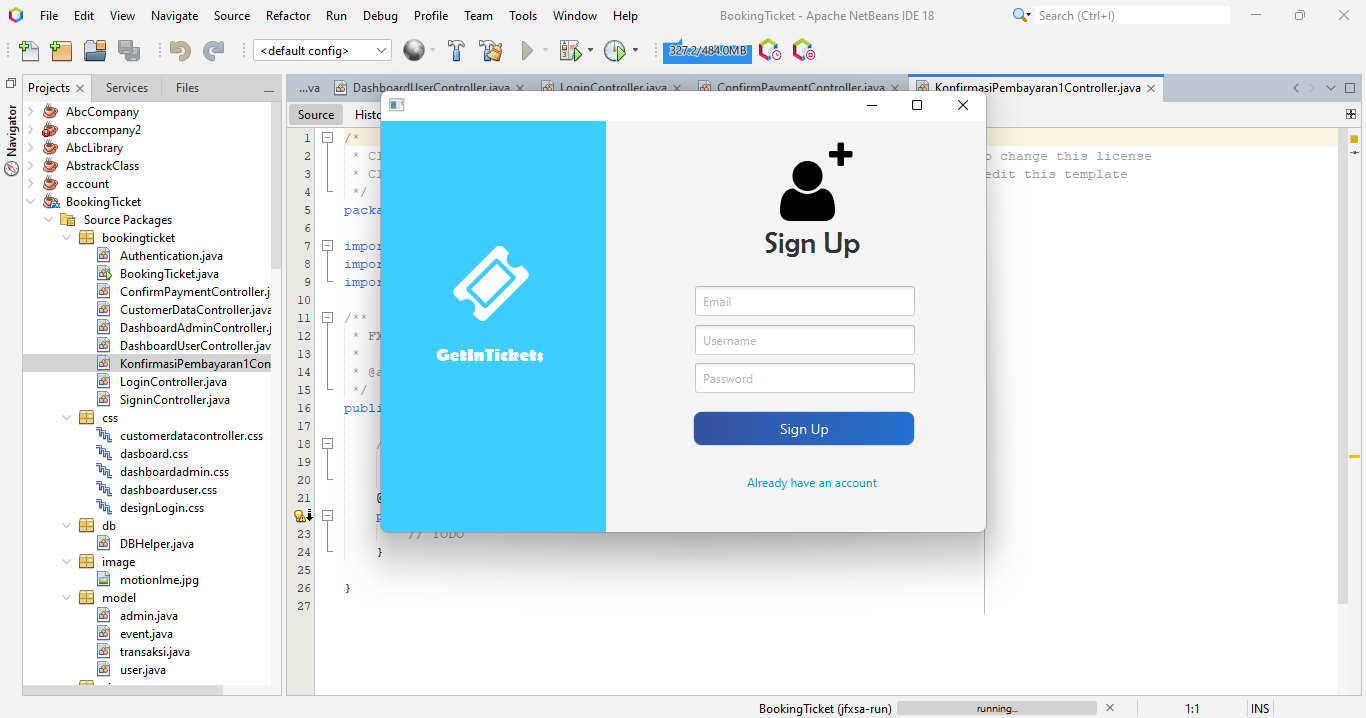 File Edit View Navigate Source Refactor Run Debug Profile Team Tools Window Help BookingTicket - Apache NetBeans IDE 18 Search (Ctrl+I)
<default config> 327.2/484.0MB
Projects Services Files ...va DashboardUserController.java LoginController.java ConfirmPaymentController.java KonfirmasiPembayaran1Controller.java
Navigator
Source Histo
AbcCompany
abccompany2
AbcLibrary
AbstrackClass
account
BookingTicket
Source Packages
bookingticket
Authentication.java
BookingTicket.java
ConfirmPaymentController.j
CustomerDataController.java
DashboardAdminController.j
DashboardUserController.jav
KonfirmasiPembayaran1Con
LoginController.java
SigninController.java
css
customerdatacontroller.css
dasboard.css
dashboardadmin.css
dashboarduser.css
designLogin.css
db
DBHelper.java
image
motionlme.jpg
model
admin.java
event.java
transaksi.java
user.java
1 /*
2 * Cl o change this license
3 * Cl edit this template
4 */
5 packa
6
7 impor
8 impor
9 impor
10
11 /**
12 * FX
13 *
14 * @a
15 */
16 publi
17
18 /
19
20
21 @
p
23 // TODO
24 }
25
26 }
27
GetInTickets
Sign Up
Email
Username
Password
Sign Up
Already have an account
BookingTicket (jfxsa-run) running... 1:1 INS